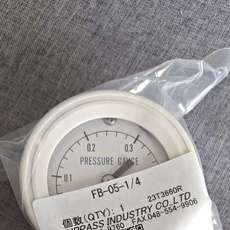 0.2
0.3
0.1
PRESSURE GAUGE
FB-05-1/4
個数(QTY): 1
23T3660R
INDUSTRY CO.,LTD
9760 FAX.048-554-9906